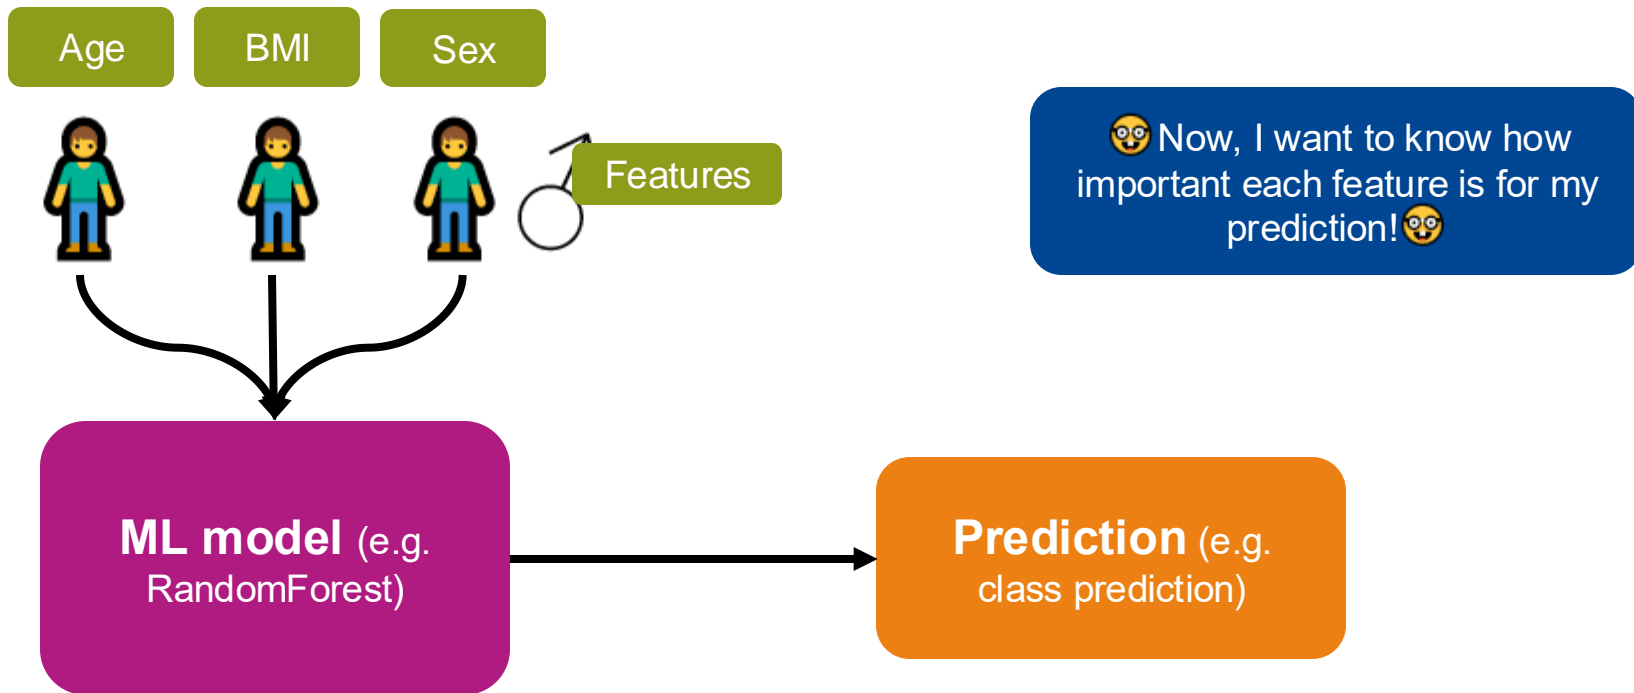 Age
BMI
Sex
Features
🤓Now, I want to know how
important each feature is for my
prediction!🤓
ML model (e.g.
RandomForest)
Prediction (e.g.
class prediction)